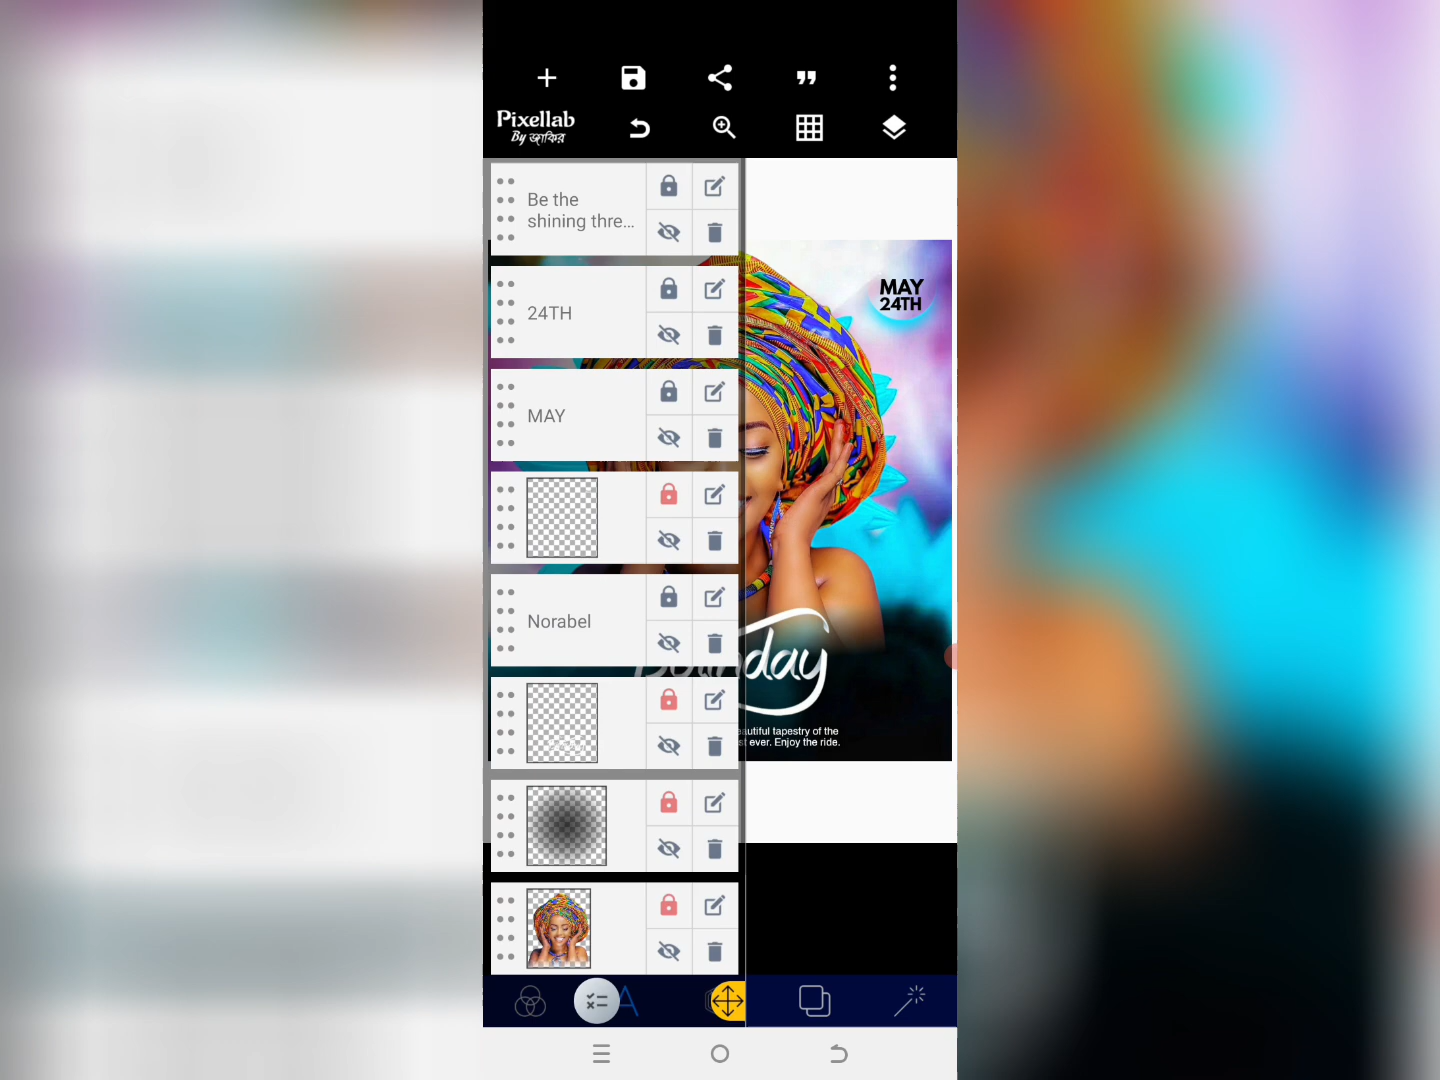 Pixellab
By জাকির
Be the
shining thre...
24TH
MAY
Norabel
MAY
24TH
day
autiful tapestry of the
st ever. Enjoy the ride.